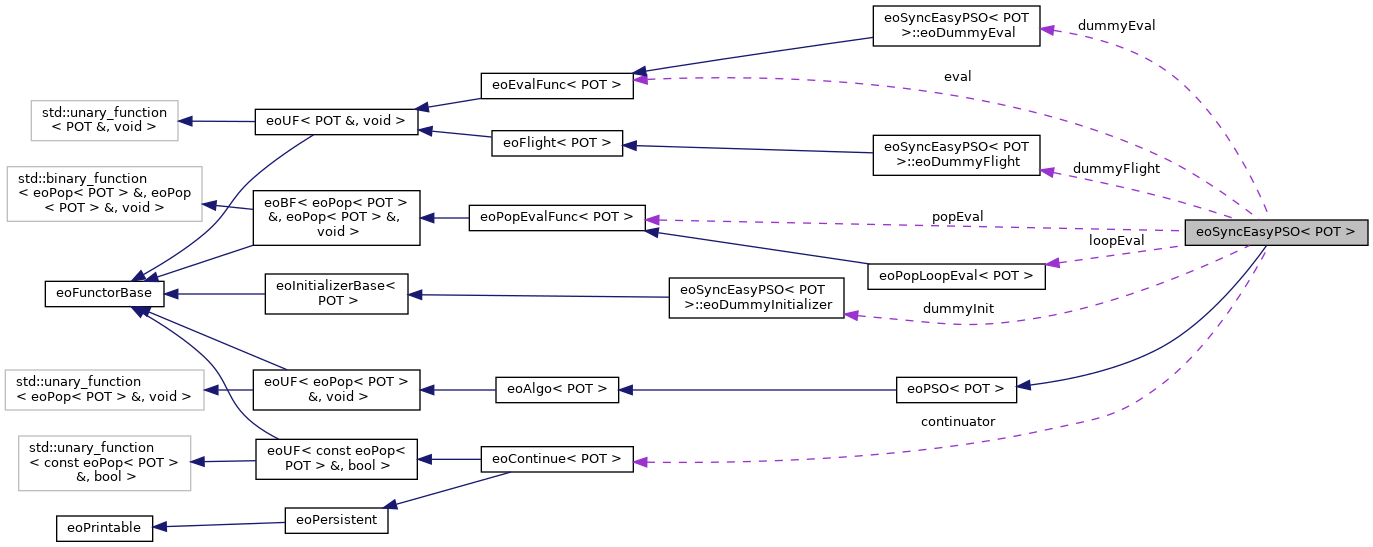 eoSyncEasyPSO< POT
>::eoDummyEval
dummyEval
eoEvalFunc< POT >
eval
std::unary_function
< POT &, void >
eoUF< POT &, void >
eoFlight< POT >
eoSyncEasyPSO< POT
>::eoDummyFlight
dummyFlight
std::binary_function
< eoPop< POT > &, eoPop
< POT > &, void >
eoBF< eoPop< POT >
&, eoPop< POT > &,
void >
eoPopEvalFunc< POT >
popEval
eoSyncEasyPSO< POT >
loopEval
eoPopLoopEval< POT >
eoFunctorBase
eoInitializerBase<
POT >
eoSyncEasyPSO< POT
>::eoDummyInitializer
dummyInit
std::unary_function
< eoPop< POT > &, void >
eoUF< eoPop< POT >
&, void >
eoAlgo< POT >
eoPSO< POT >
continuator
std::unary_function
< const eoPop< POT >
&, bool >
eoUF< const eoPop<
POT > &, bool >
eoContinue< POT >
eoPrintable
eoPersistent